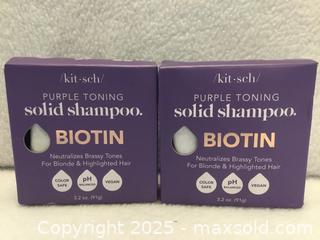 /kit·sch/
PURPLE TONING
solid shampoo.
BIOTIN
Neutralizes Brassy Tones
For Blonde & Highlighted Hair
COLOR SAFE
pH BALANCED
VEGAN
3.2 oz. (91g)
/kit·sch/
PURPLE TONING
solid shampoo.
BIOTIN
Neutralizes Brassy Tones
For Blonde & Highlighted Hair
COLOR SAFE
pH BALANCED
VEGAN
3.2 oz. (91g)
© 2025 - maxsold.com